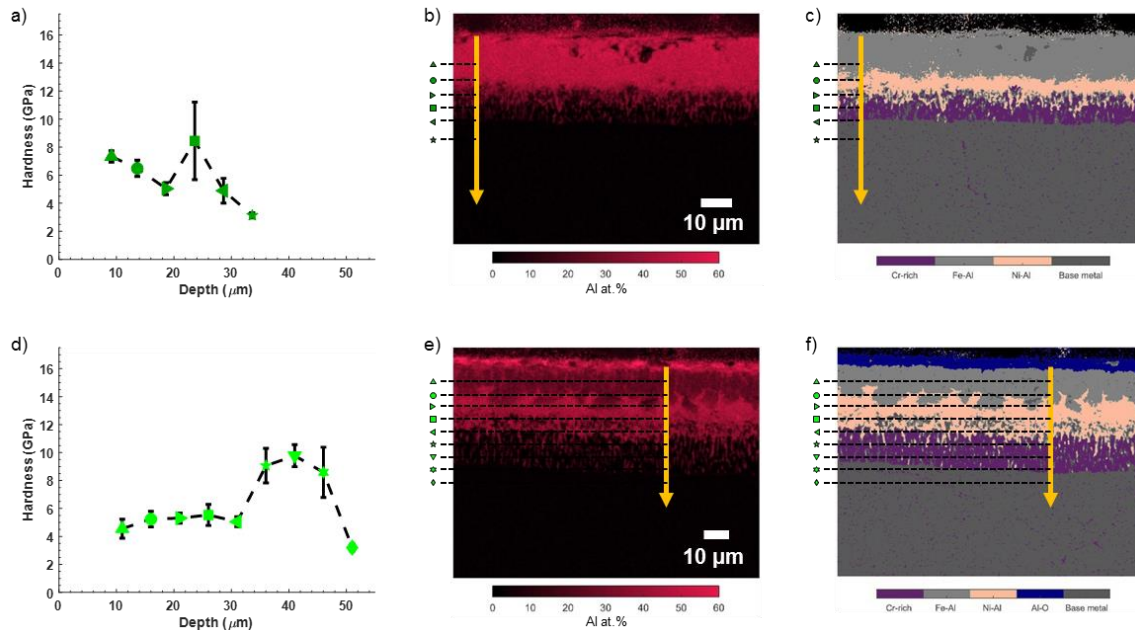 a)
b)
c)
16
14
12
10
8
6
4
2
0
Hardness (GPa)
0 10 20 30 40 50
Depth (μm)
10 μm
0 10 20 30 40 50 60
Al at.%
Cr-rich Fe-Al Ni-Al Base metal
d)
e)
f)
16
14
12
10
8
6
4
2
0
Hardness (GPa)
0 10 20 30 40 50
Depth (μm)
10 μm
0 10 20 30 40 50 60
Al at.%
Cr-rich Fe-Al Ni-Al Al-O Base metal